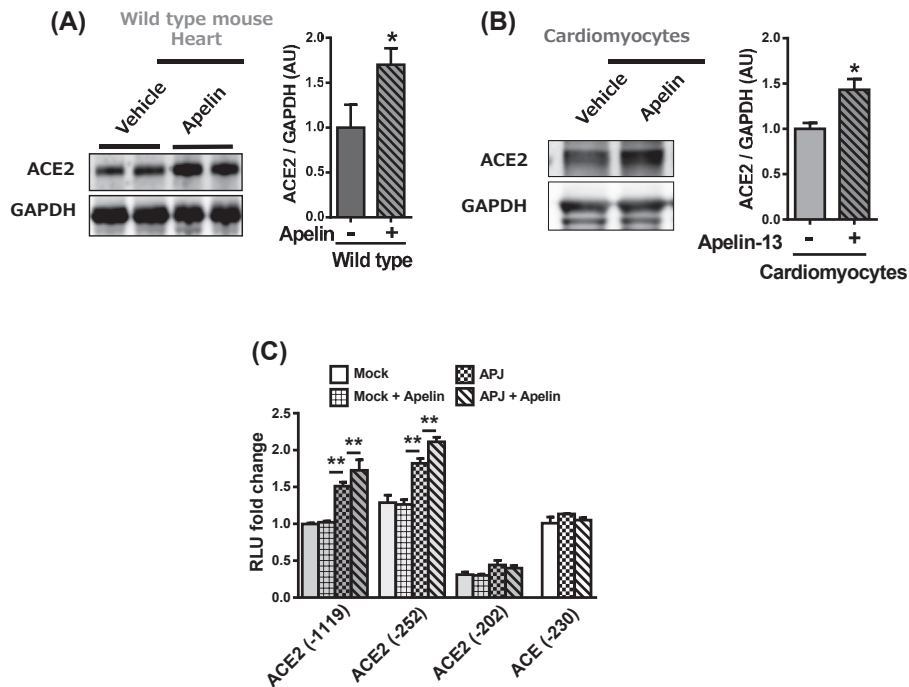 (A)
Wild type mouse
Heart
Vehicle
Apelin
ACE2
GAPDH
ACE2 / GAPDH (AU)
2.0
1.5
1.0
0.5
0.0
*
Apelin - +
Wild type
(B)
Cardiomyocytes
Vehicle
Apelin
ACE2
GAPDH
ACE2 / GAPDH (AU)
2.0
1.5
1.0
0.5
0.0
*
Apelin-13 - +
Cardiomyocytes
(C)
Mock APJ
Mock + Apelin APJ + Apelin
RLU fold change
2.5
2.0
1.5
1.0
0.5
0.0
** ** ** **
ACE2 (-1119) ACE2 (-252) ACE2 (-202) ACE (-230)